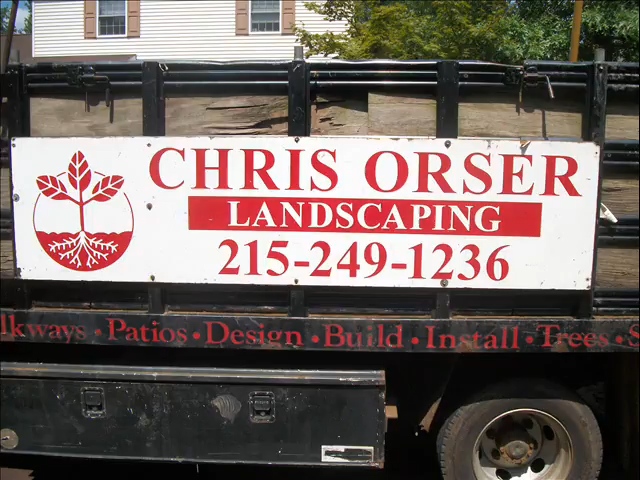 CHRIS ORSER
LANDSCAPING
215-249-1236
lkways • Patios • Design • Build • Install • Trees • S